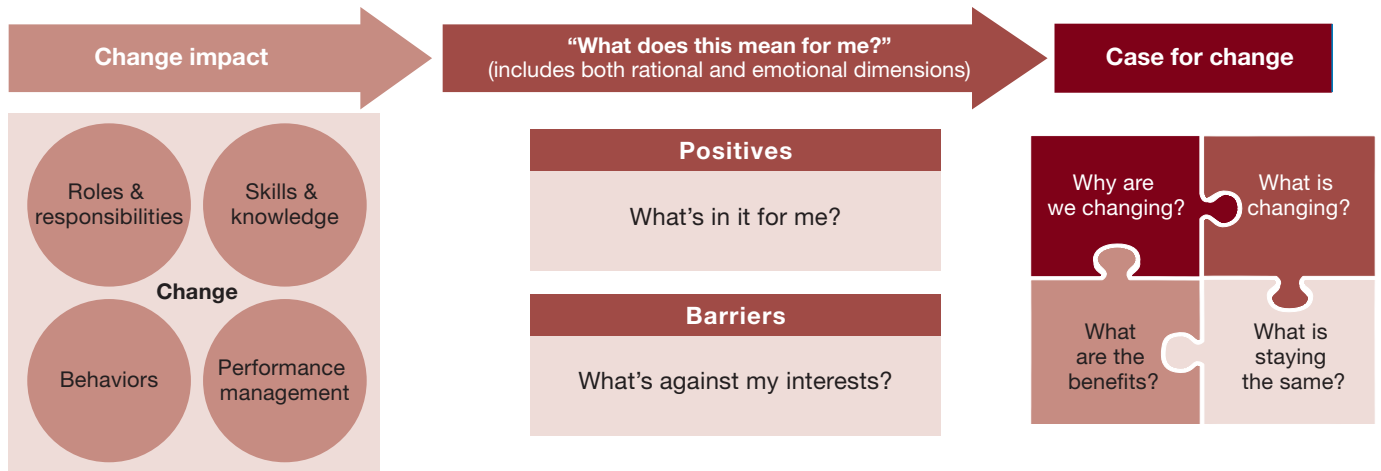 Change impact
“What does this mean for me?”
(includes both rational and emotional dimensions)
Case for change
Roles &
responsibilities
Skills &
knowledge
Change
Behaviors
Performance
management
Positives
What’s in it for me?
Barriers
What’s against my interests?
Why are
we changing?
What is
changing?
What
are the
benefits?
What is
staying
the same?